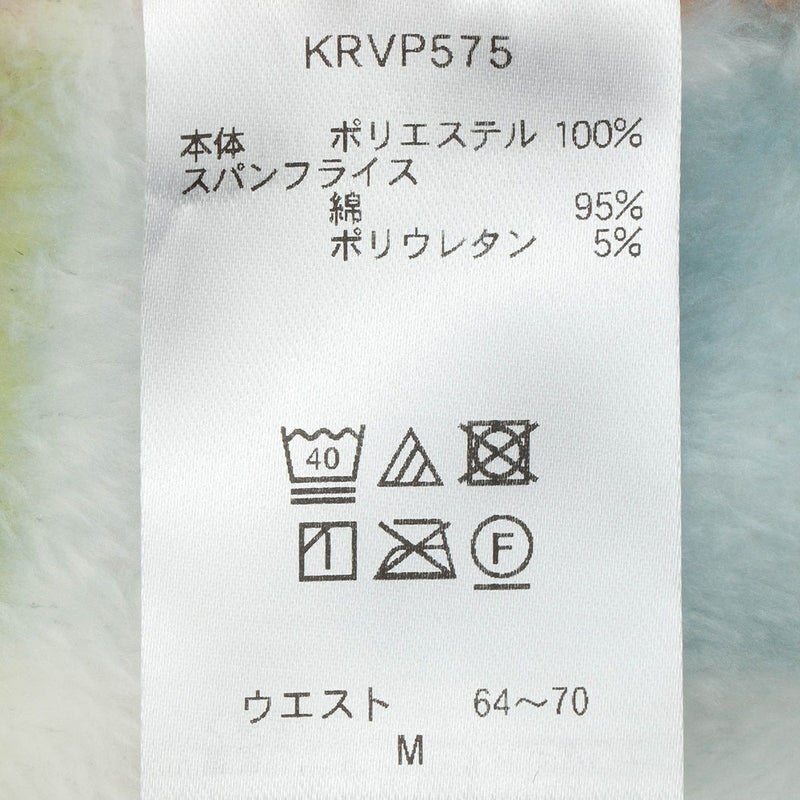 KRVP575
本体 ポリエステル 100%
スパンフライス
綿 95%
ポリウレタン 5%
40
F
ウエスト 64〜70
M